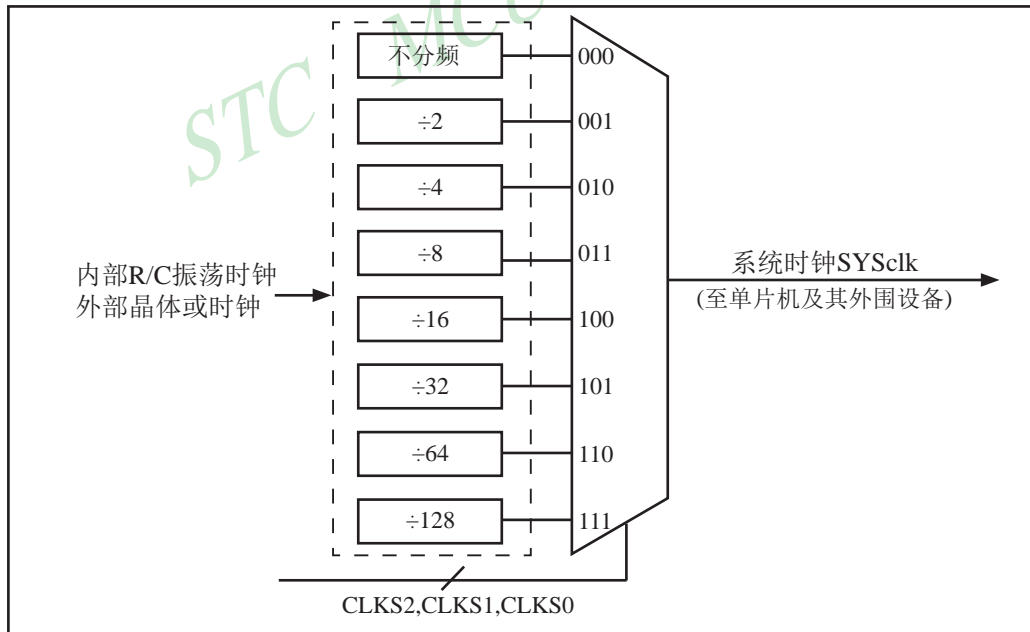 STC MCU
不分频 000
÷2 001
÷4 010
÷8 011
÷16 100
÷32 101
÷64 110
÷128 111
内部R/C振荡时钟
外部晶体或时钟
系统时钟SYSclk
(至单片机及其外围设备)
CLKS2,CLKS1,CLKS0